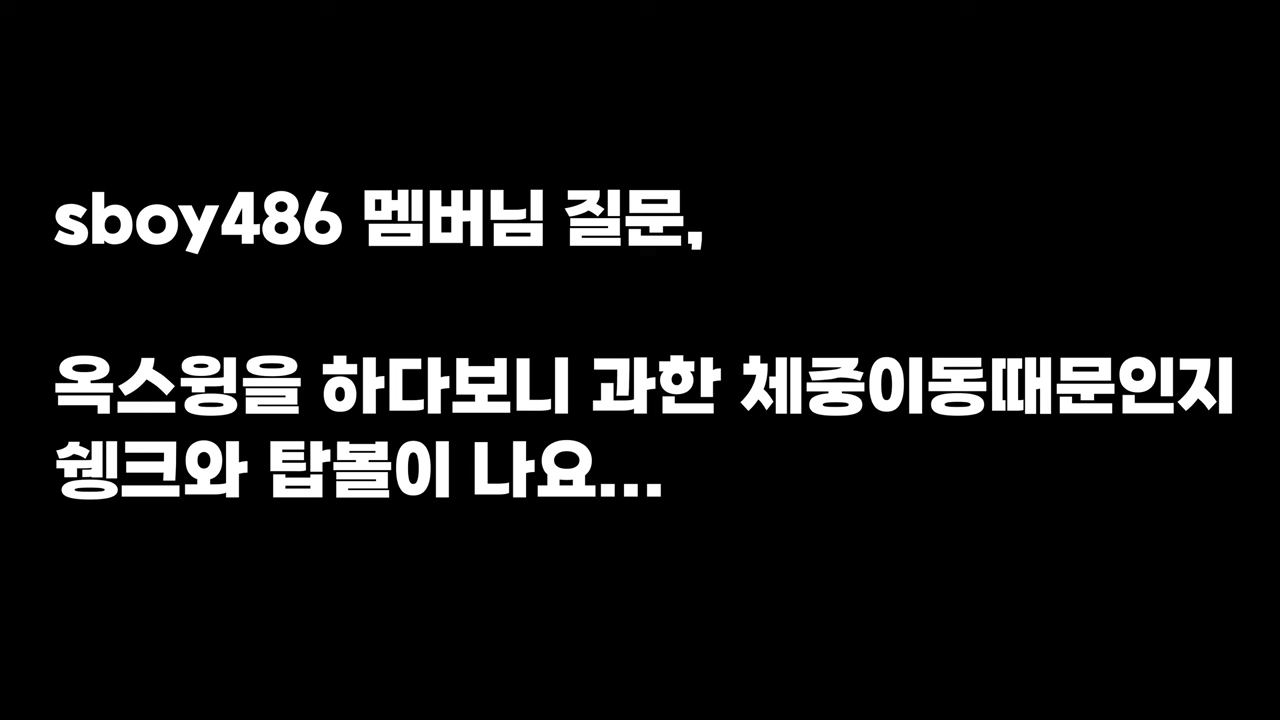 sboy486 멤버님 질문,
옥스윙을 하다보니 과한 체중이동때문인지
쉥크와 탑볼이 나요...